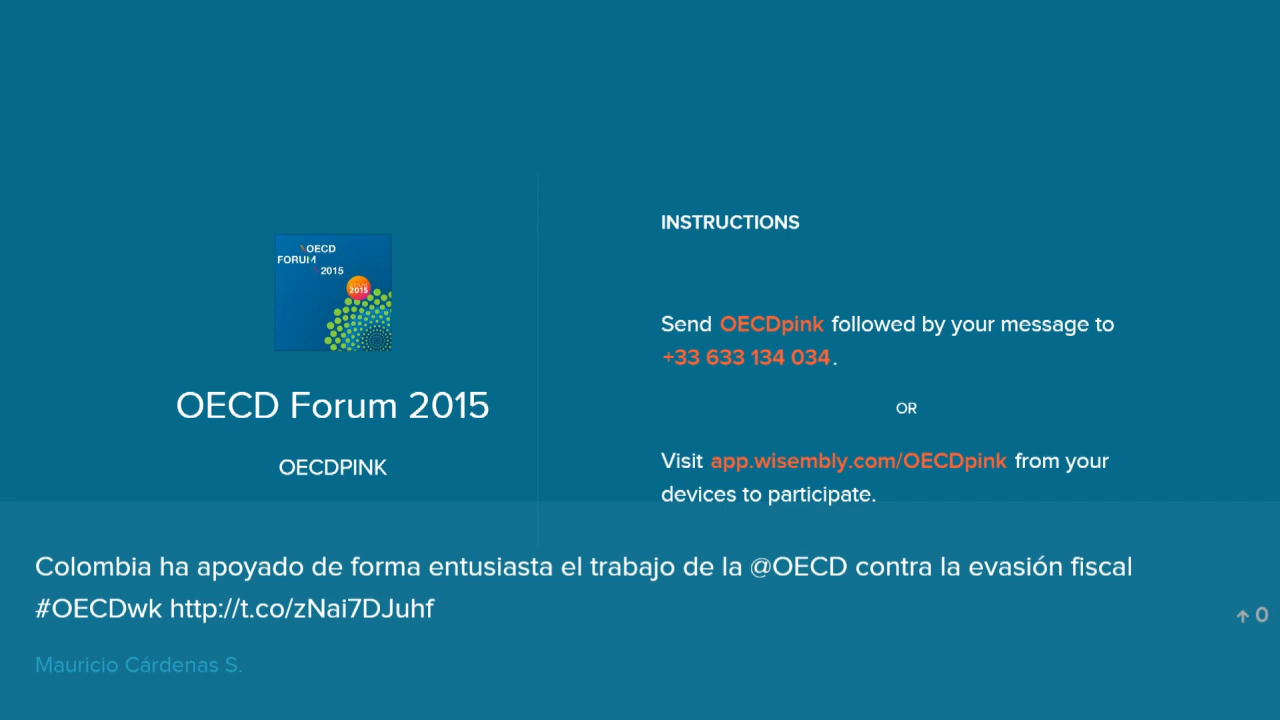 OECD
FORUM
2015
2015
OECD Forum 2015
OECDPINK
INSTRUCTIONS
Send OECDpink followed by your message to
+33 633 134 034.
OR
Visit app.wisembly.com/OECDpink from your
devices to participate.
Colombia ha apoyado de forma entusiasta el trabajo de la @OECD contra la evasión fiscal
#OECDwk http://t.co/zNai7DJuhf
0
Mauricio Cárdenas S.